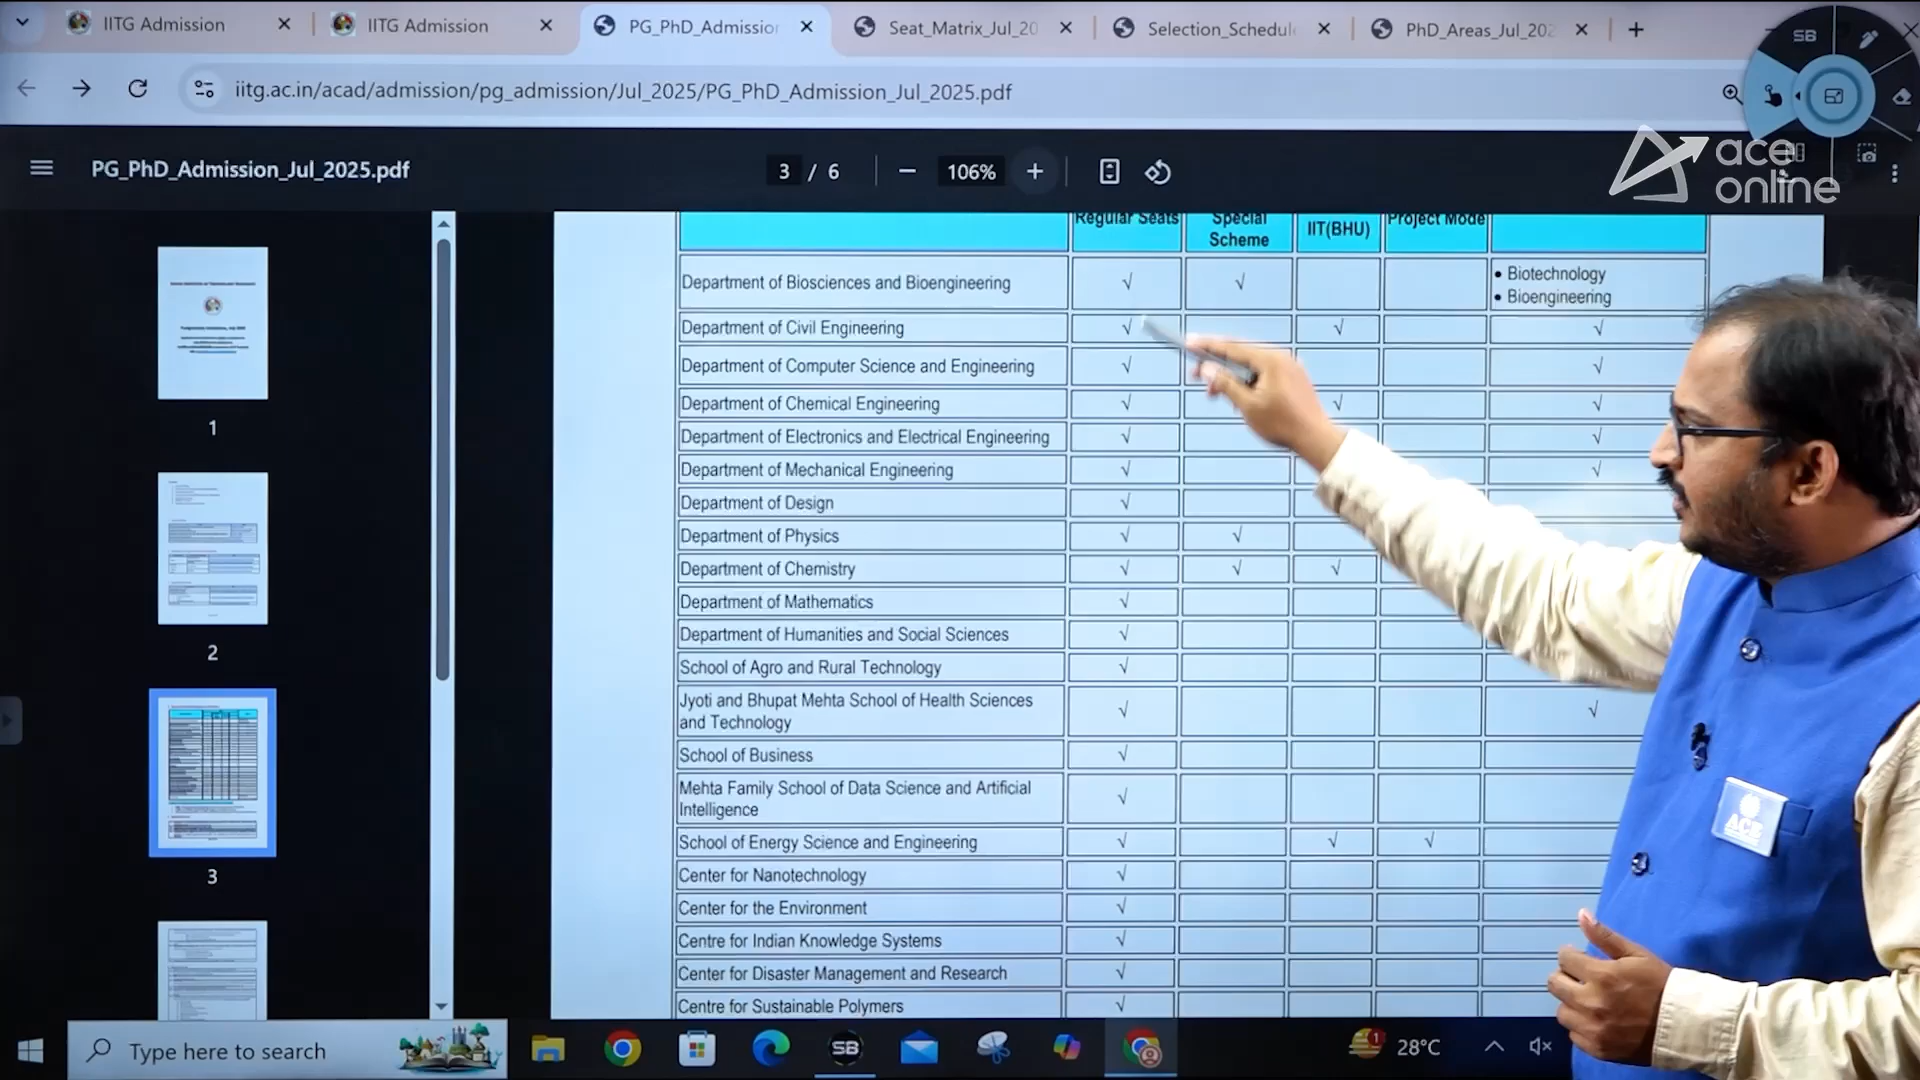 IITG Admission
IITG Admission
PG_PhD_Admission
Seat_Matrix_Jul_20
Selection_Schedul
PhD_Areas_Jul_202
SB
iitg.ac.in/acad/admission/pg_admission/Jul_2025/PG_PhD_Admission_Jul_2025.pdf
PG_PhD_Admission_Jul_2025.pdf
3 / 6
106%
ace online
Regular Seats
Special Scheme
IIT(BHU)
Project Mode
Department of Biosciences and Bioengineering √ √ • Biotechnology
• Bioengineering
Department of Civil Engineering √ √ √
Department of Computer Science and Engineering √ √
Department of Chemical Engineering √ √ √
Department of Electronics and Electrical Engineering √ √
Department of Mechanical Engineering √ √
Department of Design √
Department of Physics √ √
Department of Chemistry √ √ √
Department of Mathematics √
Department of Humanities and Social Sciences √
School of Agro and Rural Technology √
Jyoti and Bhupat Mehta School of Health Sciences
and Technology √ √
School of Business √
Mehta Family School of Data Science and Artificial
Intelligence √
School of Energy Science and Engineering √ √ √
Center for Nanotechnology √
Center for the Environment √
Centre for Indian Knowledge Systems √
Center for Disaster Management and Research √
Centre for Sustainable Polymers √
1
2
3
ACE
Type here to search
SB
1
28°C